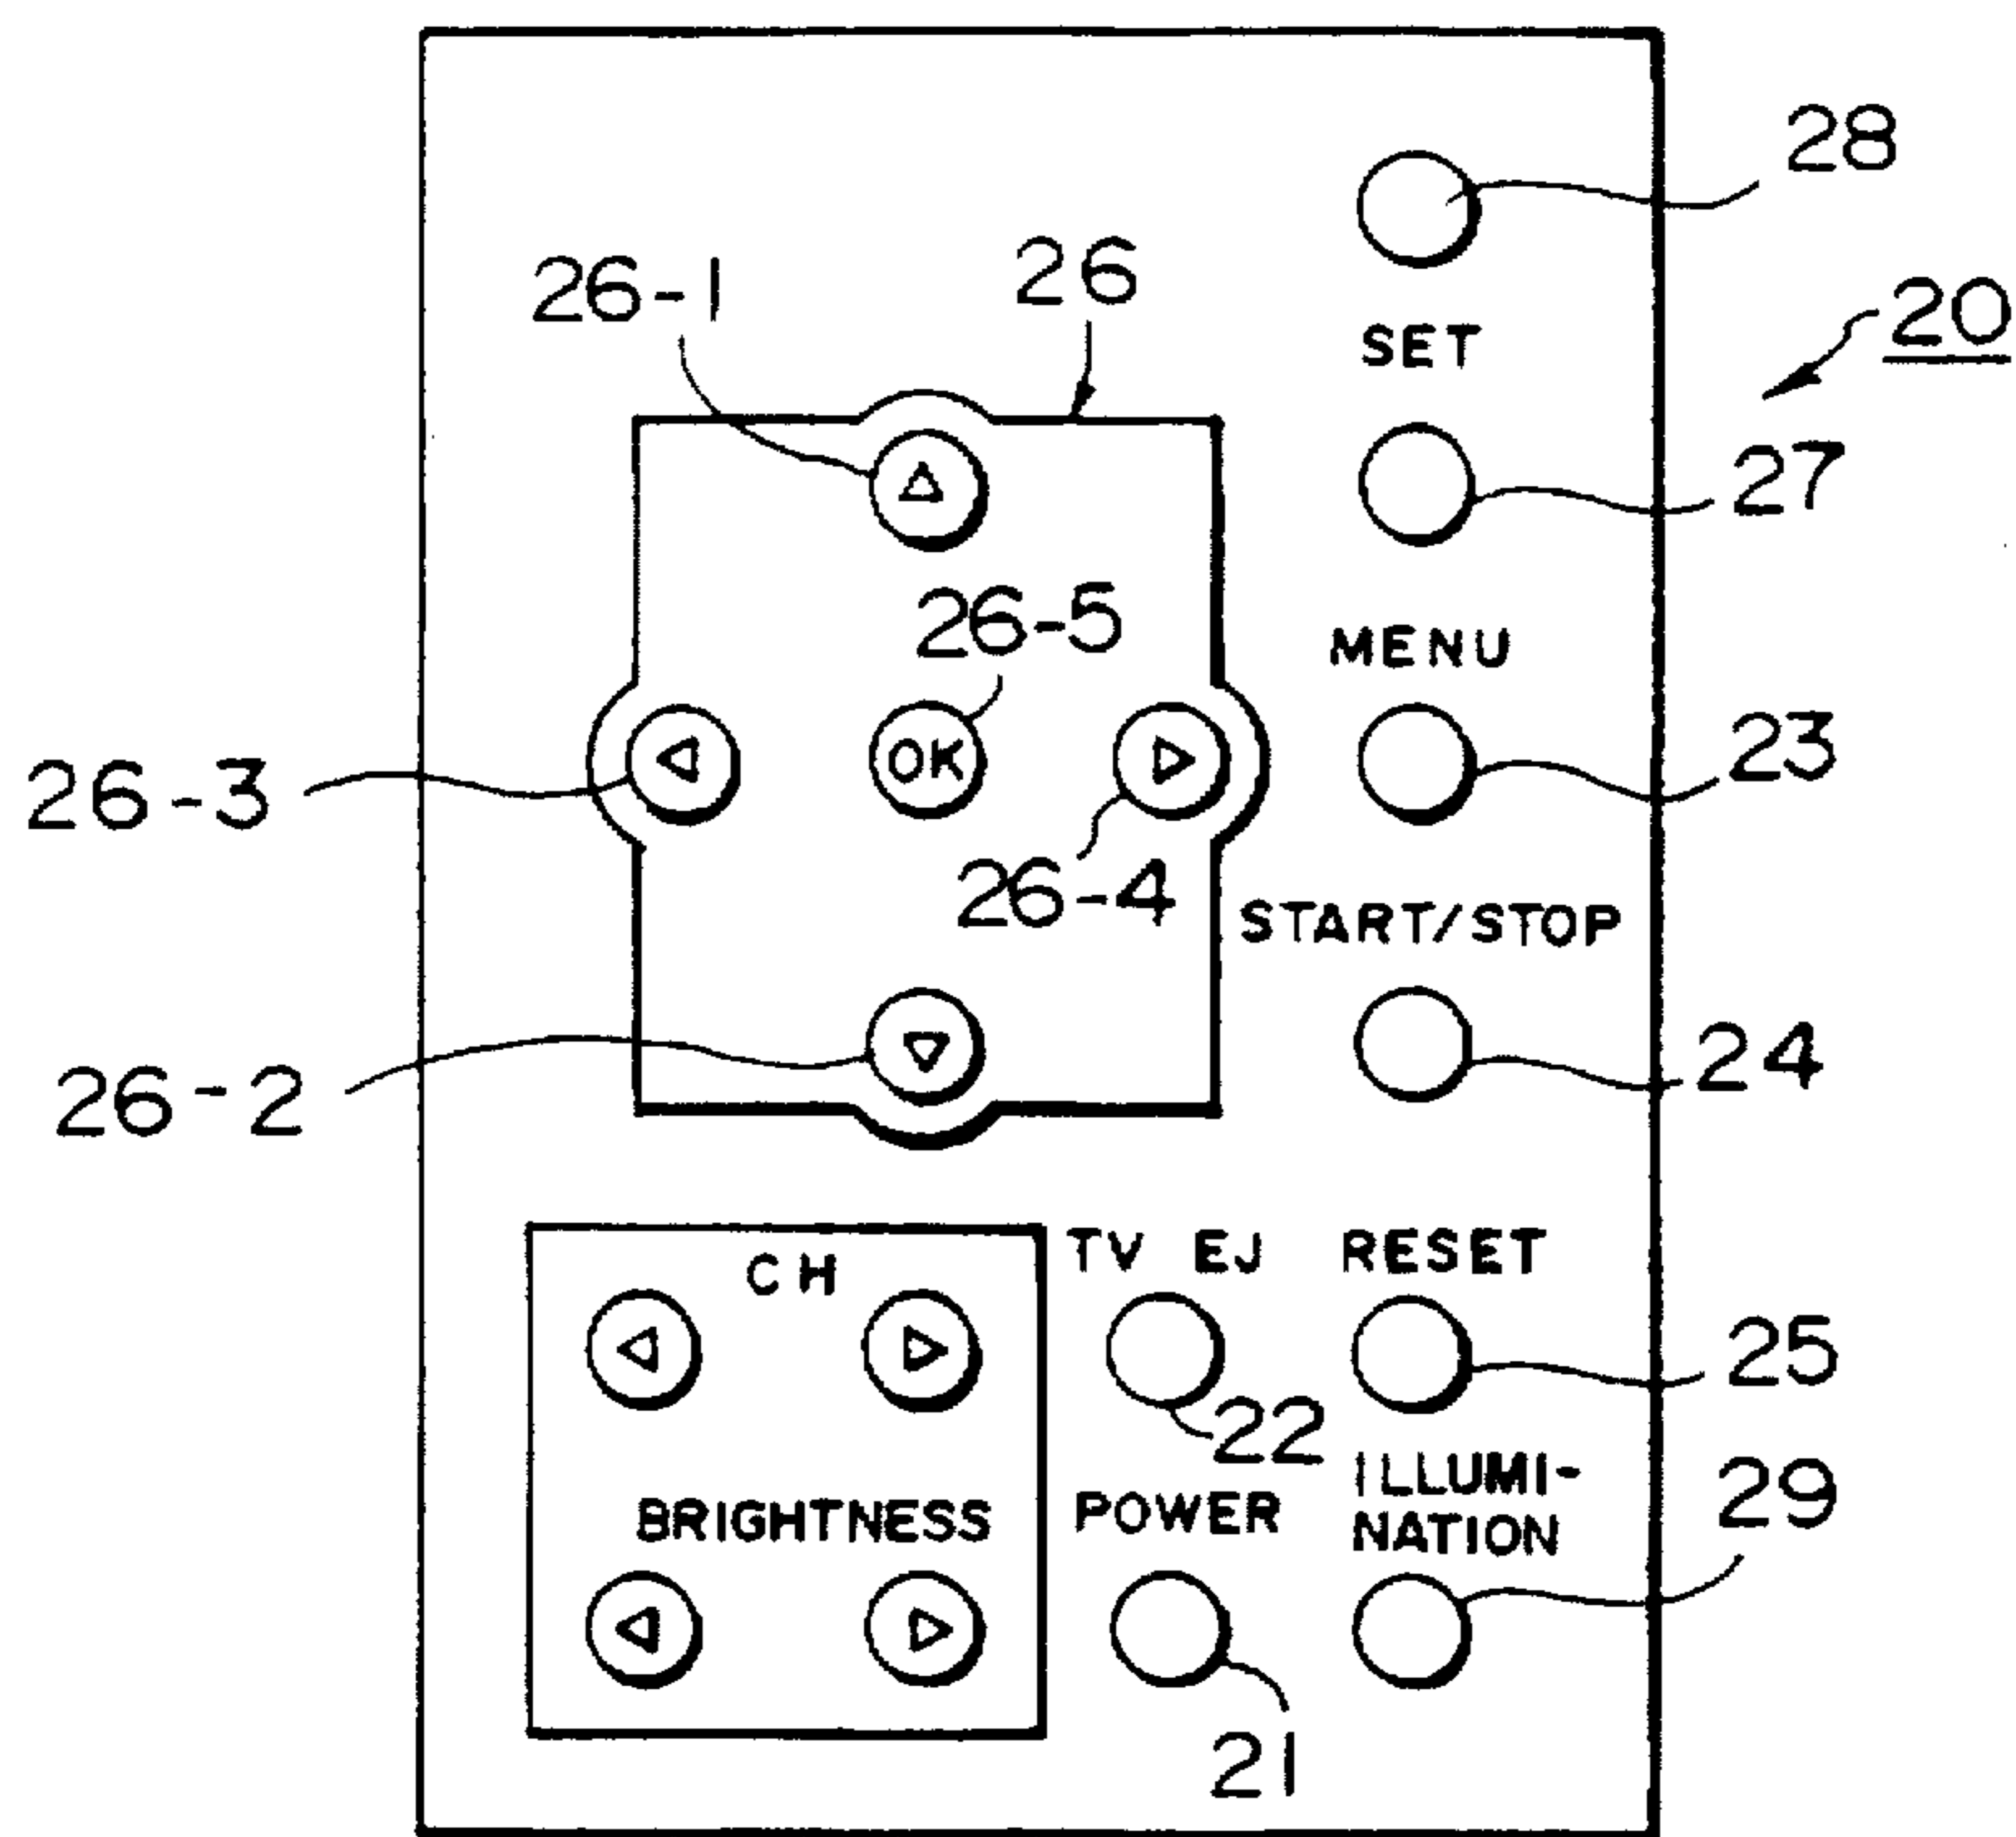 28
26-1
26
20
SET
27
26-5
MENU
OK
23
26-3
26-4
START/STOP
24
26-2
TV EJ
RESET
CH
25
22
ILLUMI-
NATION
29
BRIGHTNESS
POWER
21